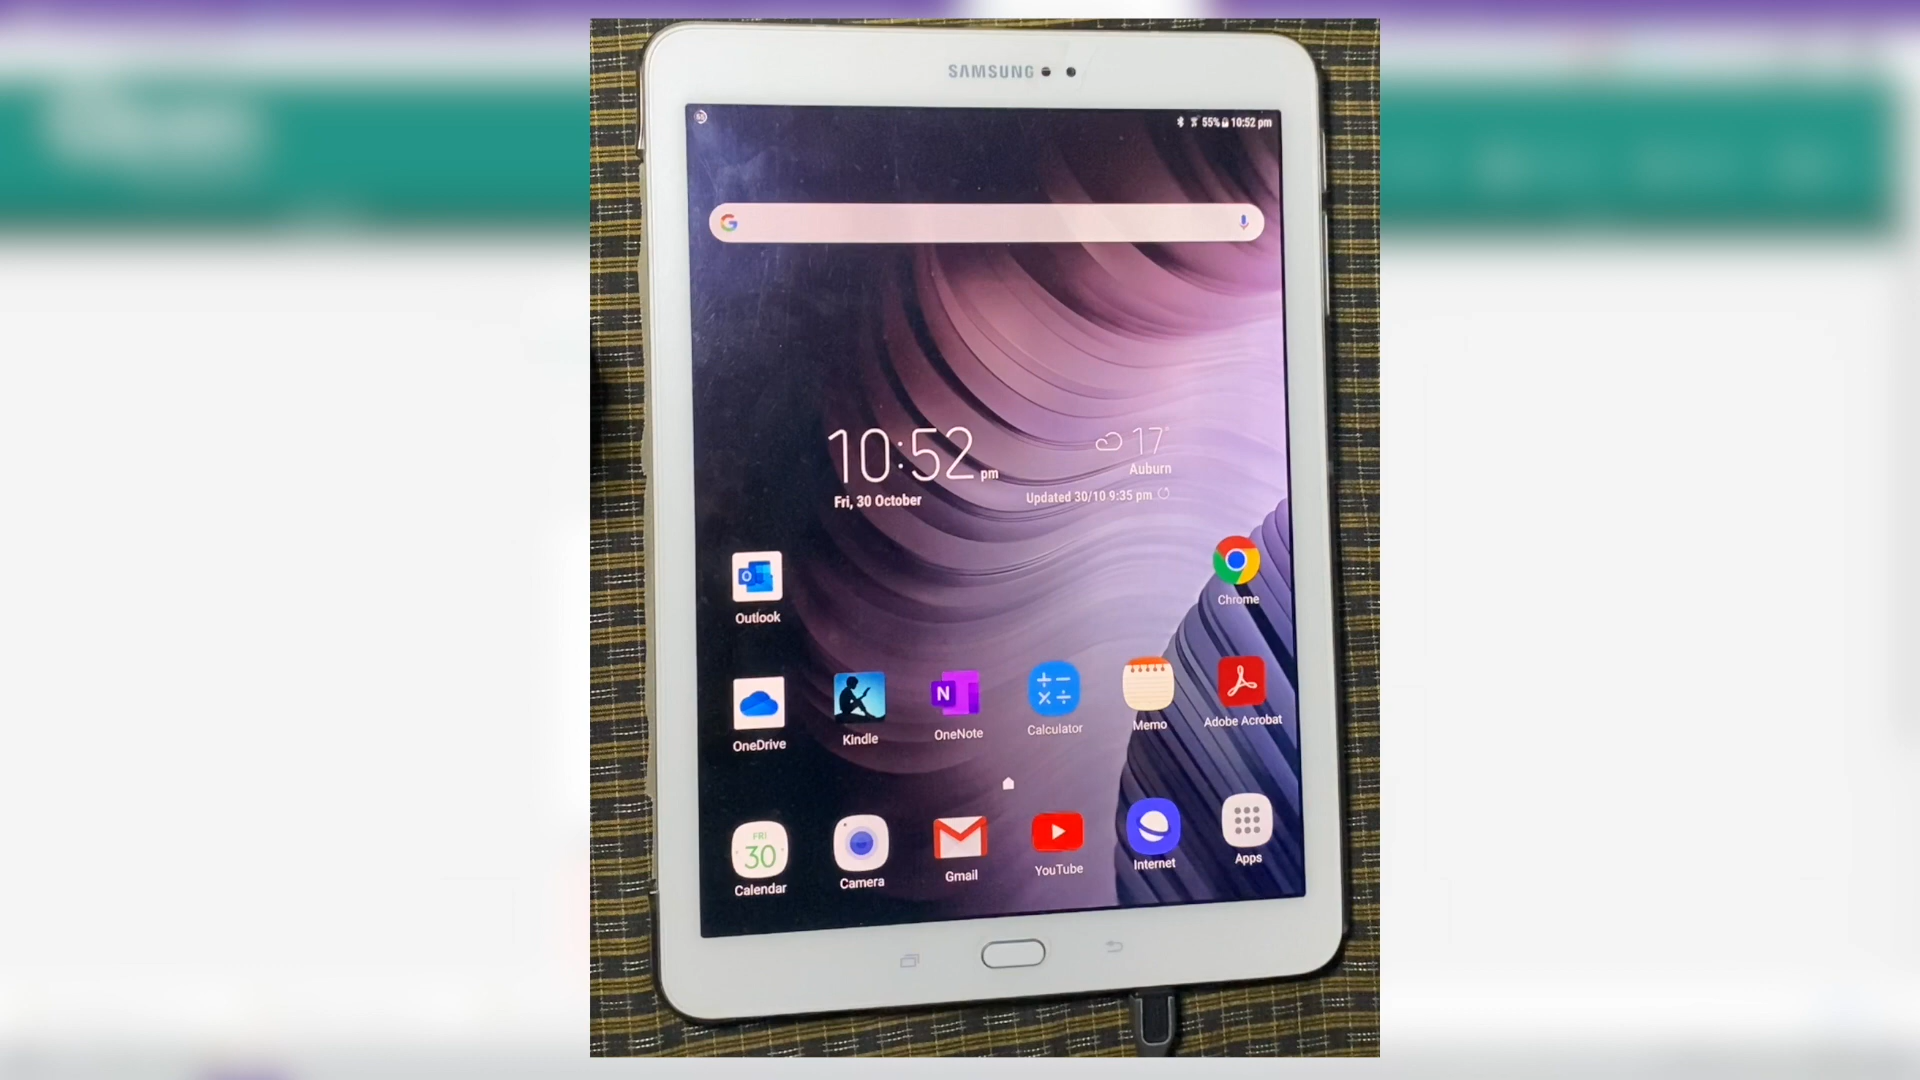 SAMSUNG
55% 10:52 pm
10:52 pm
17°
Auburn
Fri, 30 October
Updated 30/10 9:35 pm
Outlook
Chrome
OneDrive
Kindle
OneNote
Calculator
Memo
Adobe Acrobat
FRI
30
Calendar
Camera
Gmail
YouTube
Internet
Apps